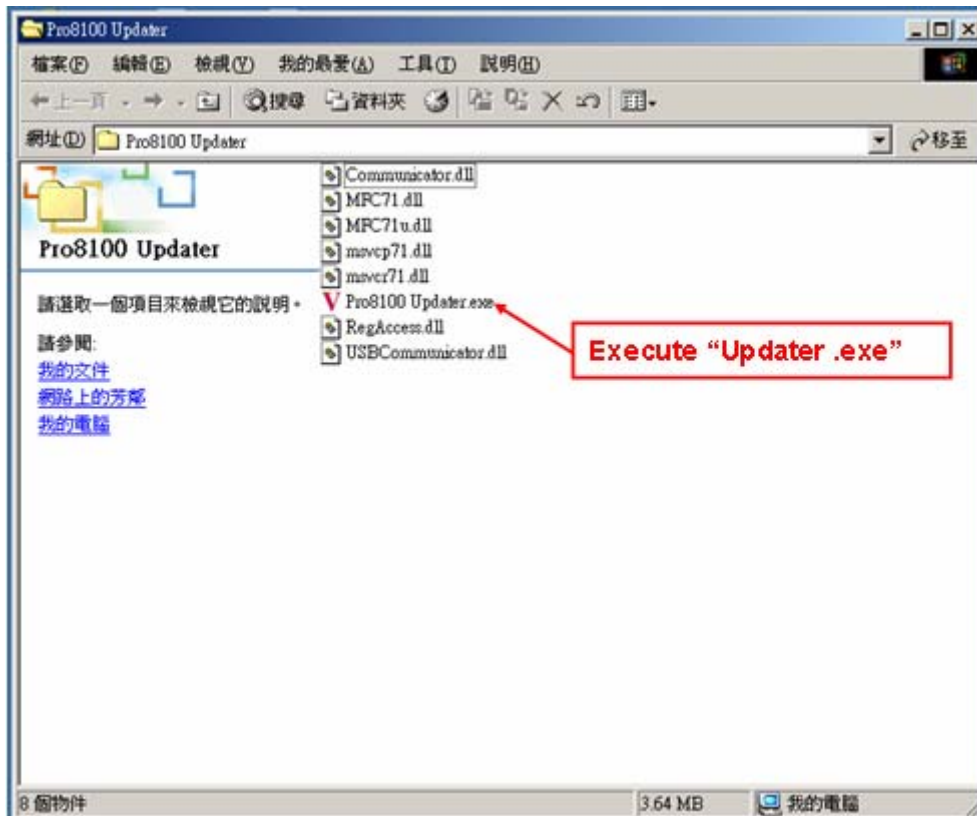 Pro8100 Updater
檔案(F) 編輯(E) 檢視(V) 我的最愛(A) 工具(T) 説明(H)
上一頁 搜尋 資料夾
網址(D) Pro8100 Updater 移至
Pro8100 Updater
請選取一個項目來檢視它的説明。
請參閱:
我的文件
網路上的芳鄰
我的電腦
Communicator.dll
MFC71.dll
MFC71u.dll
msvcp71.dll
msvcr71.dll
Pro8100 Updater.exe
RegAccess.dll
USBCommunicator.dll
Execute “Updater .exe”
8 個物件 3.64 MB 我的電腦